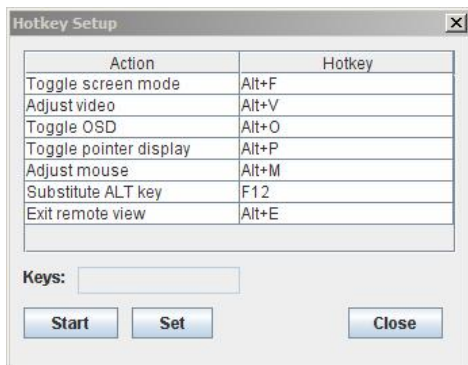 Hotkey Setup
Action Hotkey
Toggle screen mode Alt+F
Adjust video Alt+V
Toggle OSD Alt+O
Toggle pointer display Alt+P
Adjust mouse Alt+M
Substitute ALT key F12
Exit remote view Alt+E
Keys:
Start Set Close